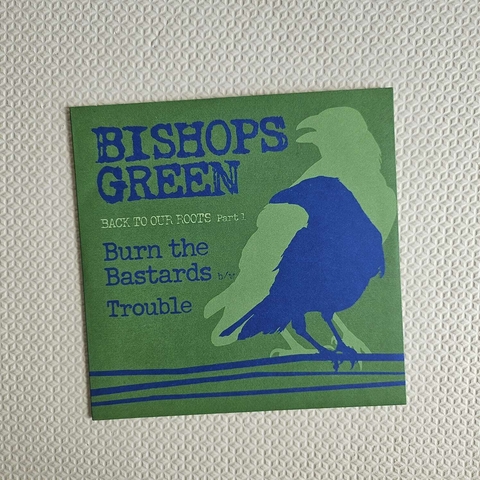 BISHOPS
GREEN
BACK TO OUR ROOTS Part 1
Burn the
Bastards b/w
Trouble